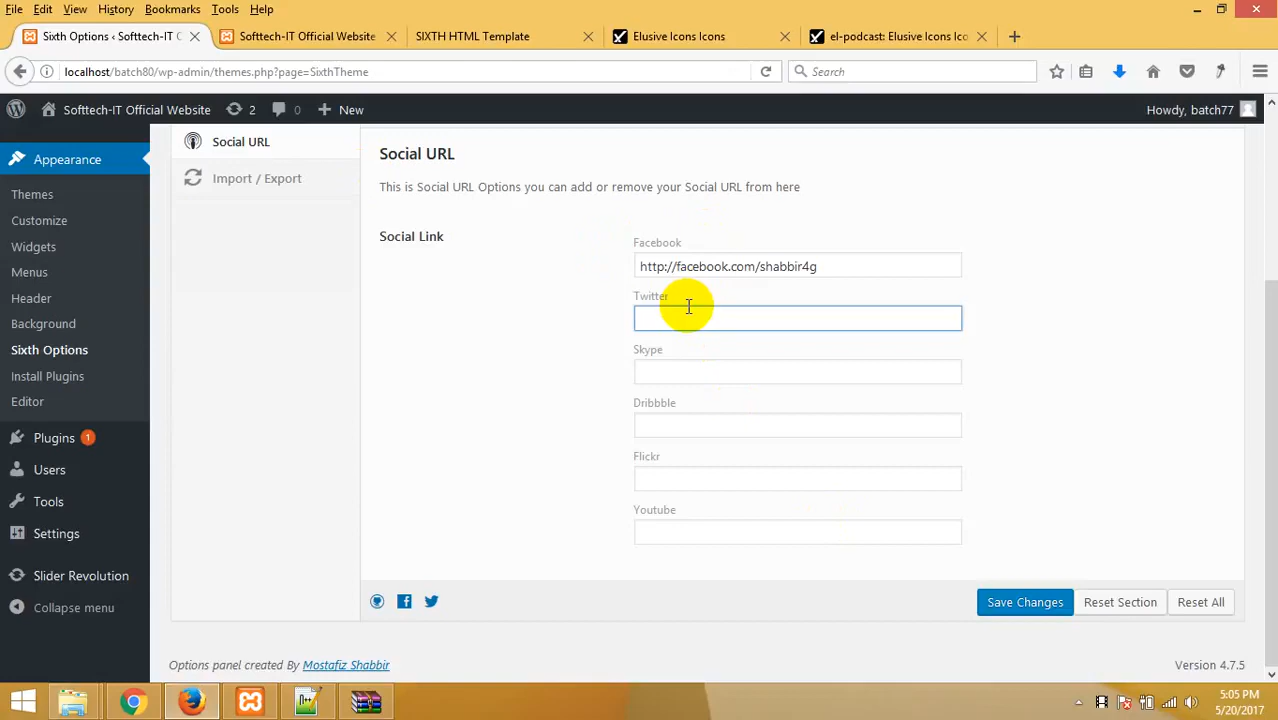 File Edit View History Bookmarks Tools Help
Sixth Options ‹ Softtech-IT O
Softtech-IT Official Website
SIXTH HTML Template
Elusive Icons Icons
el-podcast: Elusive Icons Ico
localhost/batch80/wp-admin/themes.php?page=SixthTheme
Search
Softtech-IT Official Website 2 0 New
Howdy, batch77
Appearance
Themes
Customize
Widgets
Menus
Header
Background
Sixth Options
Install Plugins
Editor
Plugins 1
Users
Tools
Settings
Slider Revolution
Collapse menu
Social URL
Import / Export
Social URL
This is Social URL Options you can add or remove your Social URL from here
Social Link
Facebook
http://facebook.com/shabbir4g
Twitter
Skype
Dribbble
Flickr
Youtube
Save Changes
Reset Section
Reset All
Options panel created By Mostafiz Shabbir
Version 4.7.5
5:05 PM
5/20/2017